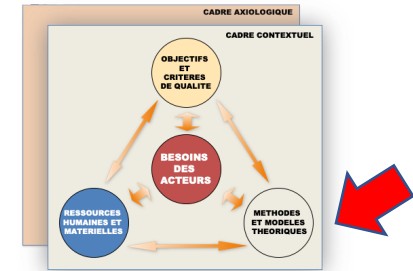 CADRE AXIOLOGIQUE
CADRE CONTEXTUEL
OBJECTIFS
ET
CRITERES
DE QUALITE
BESOINS
DES
ACTEURS
RESSOURCES
HUMAINES ET
MATERIELLES
METHODES
ET MODELES
THEORIQUES